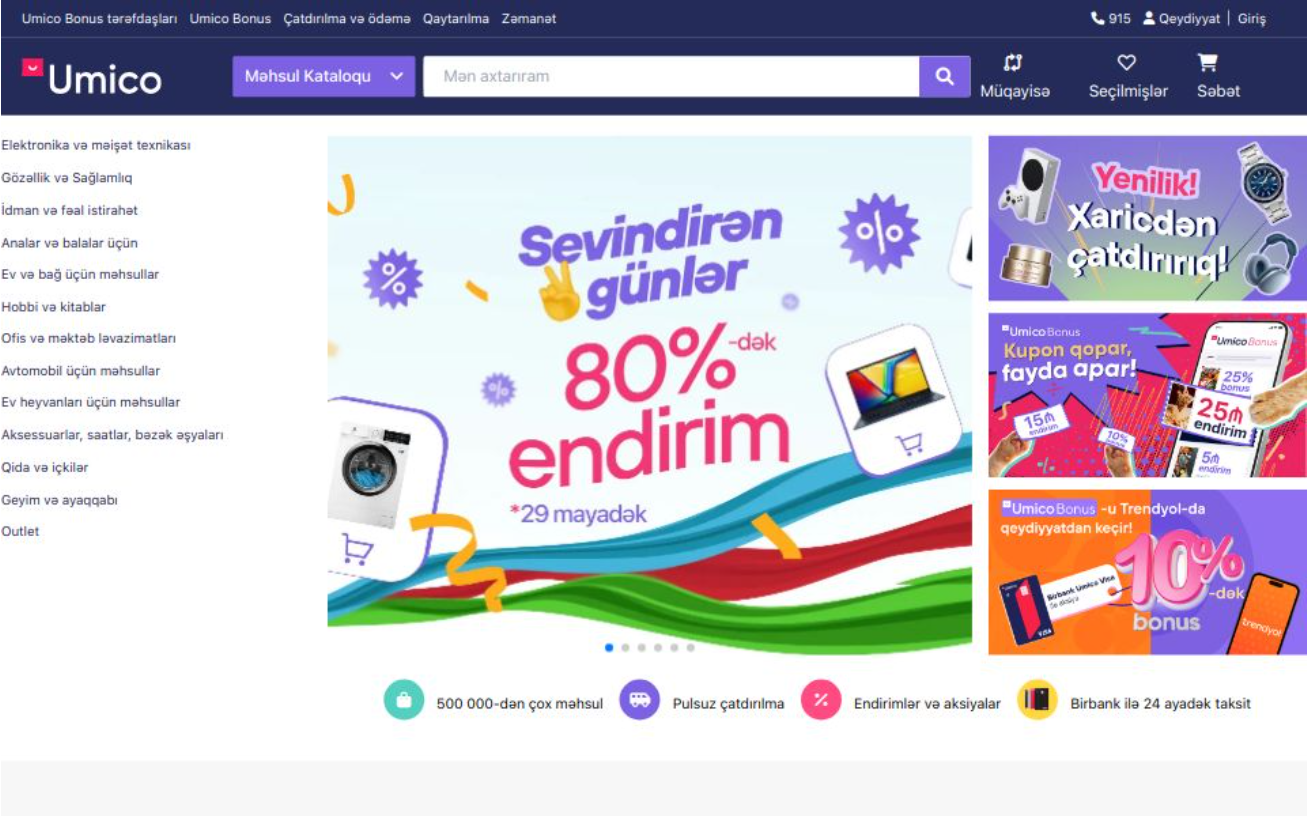 Umico Bonus tərəfdaşları Umico Bonus Çatdırılma və ödəmə Qaytarılma Zəmanət 915 Qeydiyyat | Giriş
Umico
Məhsul Kataloqu
Mən axtarıram
Müqayisə
Seçilmişlər
Səbət
Elektronika və məişət texnikası
Gözəllik və Sağlamlıq
İdman və fəal istirahət
Analar və balalar üçün
Ev və bağ üçün məhsullar
Hobbi və kitablar
Ofis və məktəb ləvazimatları
Avtomobil üçün məhsullar
Ev heyvanları üçün məhsullar
Aksessuarlar, saatlar, bəzək əşyaları
Qida və içkilər
Geyim və ayaqqabı
Outlet
Sevindirən
günlər
80%-dək
endirim
*29 mayadək
Yenilik!
Xaricdən
çatdırırıq!
Umico Bonus
Kupon qopar,
fayda apar!
15₼
endirim
10%
Umico Bonus
25%
bonus
25₼
endirim
5₼
endirim
Umico Bonus -u Trendyol-da
qeydiyyatdan keçir!
10%
-dək
bonus
Birbank Umico Visa
ilə əlaqə
VISA
trendyol
500 000-dən çox məhsul
Pulsuz çatdırılma
Endirimlər və aksiyalar
Birbank ilə 24 ayadək taksit